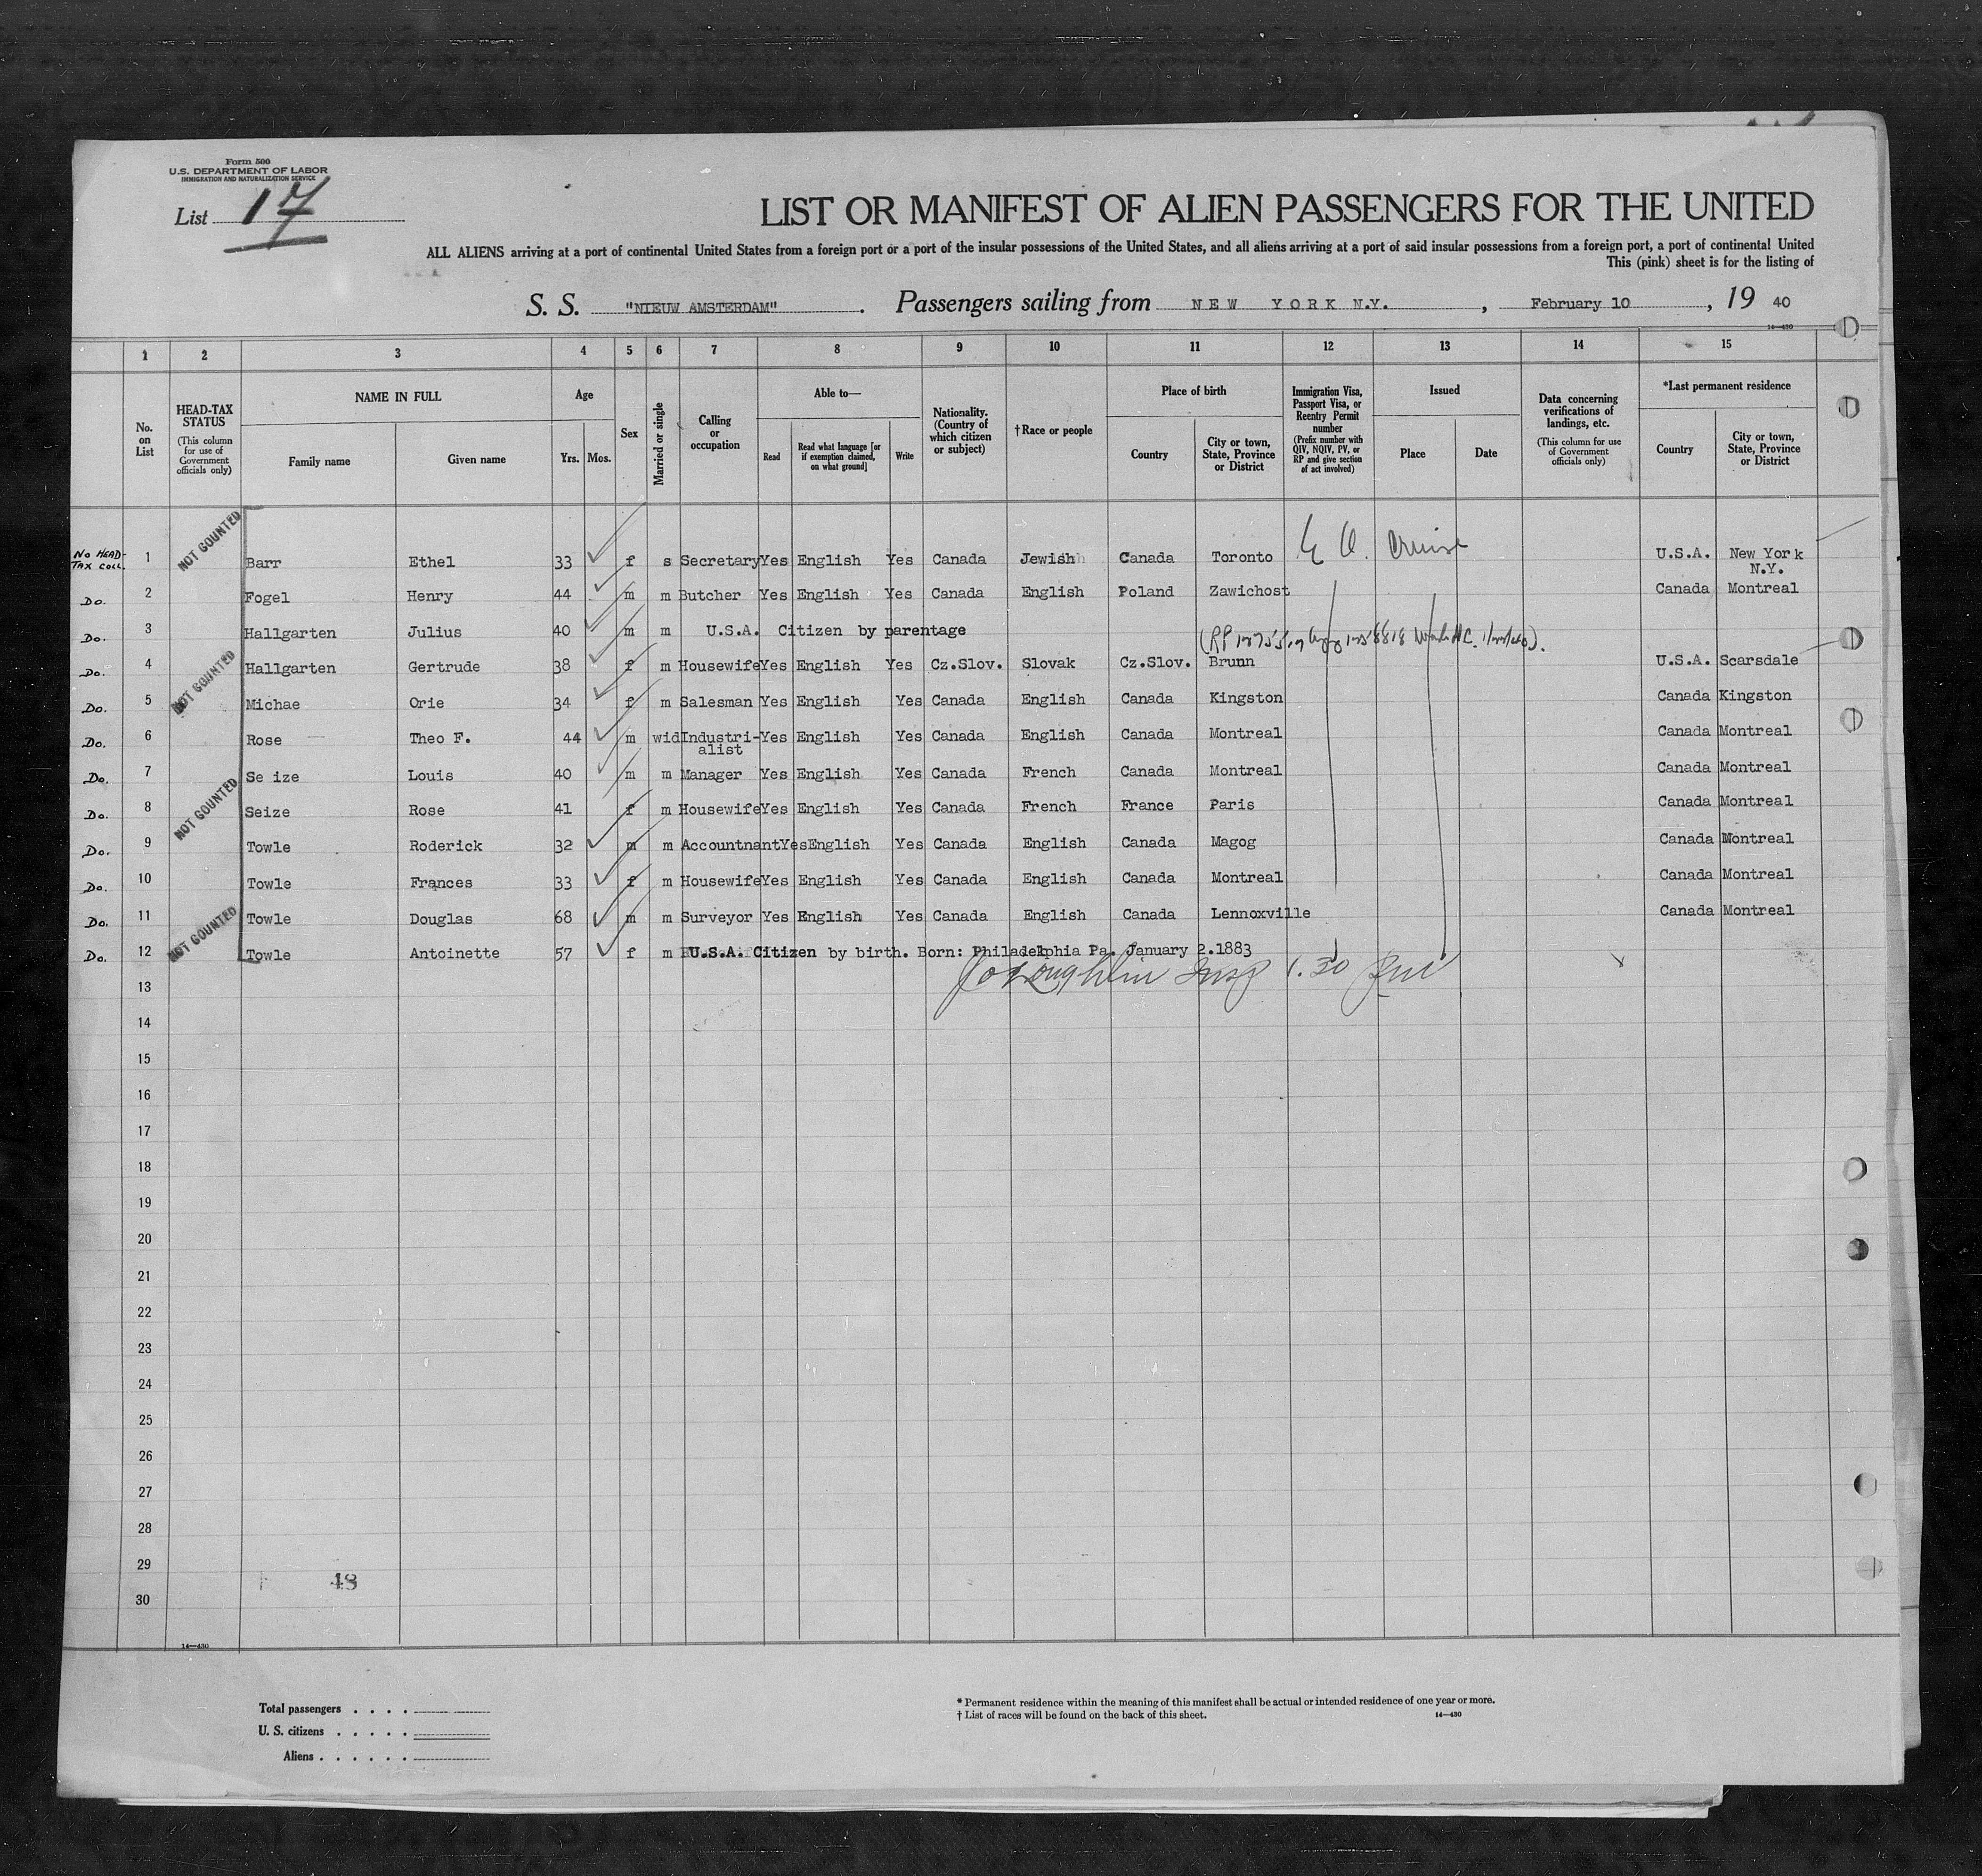 Form 500
U.S. DEPARTMENT OF LABOR
IMMIGRATION AND NATURALIZATION SERVICE
List 17
LIST OR MANIFEST OF ALIEN PASSENGERS FOR THE UNITED
ALL ALIENS arriving at a port of continental United States from a foreign port or a port of the insular possessions of the United States, and all aliens arriving at a port of said insular possessions from a foreign port, a port of continental United
This (pink) sheet is for the listing of
S. S. "NIEUW AMSTERDAM" . Passengers sailing from NEW YORK N.Y. , February 10 , 19 40
14—430
1 2 3 4 5 6 7 8 9 10 11 12 13 14 15
No. on List
HEAD-TAX STATUS (This column for use of Government officials only)
NAME IN FULL
Family name
Given name
Age
Yrs. Mos.
Sex
Married or single
Calling or occupation
Able to—
Read
Read what language [or if exemption claimed, on what ground]
Write
Nationality. (Country of which citizen or subject)
† Race or people
Place of birth
Country
City or town, State, Province or District
Immigration Visa, Passport Visa, or Reentry Permit number (Prefix number with QIV, NQIV, PV, or RP and give section of act involved)
Issued
Place
Date
Data concerning verifications of landings, etc. (This column for use of Government officials only)
*Last permanent residence
Country
City or town, State, Province or District
NOT COUNTED
No HEAD-TAX COLL. 1 Barr Ethel 33 f s Secretary Yes English Yes Canada Jewish Canada Toronto Cruise U.S.A. New York N.Y.
Do. 2 Fogel Henry 44 m m Butcher Yes English Yes Canada English Poland Zawichost Canada Montreal
Do. 3 Hallgarten Julius 40 m m U.S.A. Citizen by parentage
NOT COUNTED
Do. 4 Hallgarten Gertrude 38 f m Housewife Yes English Yes Cz.Slov. Slovak Cz.Slov. Brunn U.S.A. Scarsdale
Do. 5 Michae Orie 34 f m Salesman Yes English Yes Canada English Canada Kingston Canada Kingston
Do. 6 Rose Theo F. 44 m wid Industri-alist Yes English Yes Canada English Canada Montreal Canada Montreal
Do. 7 Se ize Louis 40 m m Manager Yes English Yes Canada French Canada Montreal Canada Montreal
NOT COUNTED
Do. 8 Seize Rose 41 f m Housewife Yes English Yes Canada French France Paris Canada Montreal
Do. 9 Towle Roderick 32 m m Accountnant Yes English Yes Canada English Canada Magog Canada Montreal
Do. 10 Towle Frances 33 f m Housewife Yes English Yes Canada English Canada Montreal Canada Montreal
Do. 11 Towle Douglas 68 m m Surveyor Yes English Yes Canada English Canada Lennoxville Canada Montreal
NOT COUNTED
Do. 12 Towle Antoinette 57 f m U.S.A. Citizen by birth. Born: Philadelphia Pa. January 2.1883
13
14
15
16
17
18
19
20
21
22
23
24
25
26
27
28
29
48
30
14—430
Total passengers . . . .
U. S. citizens . . . . .
Aliens . . . . . .
* Permanent residence within the meaning of this manifest shall be actual or intended residence of one year or more.
† List of races will be found on the back of this sheet.
14—430